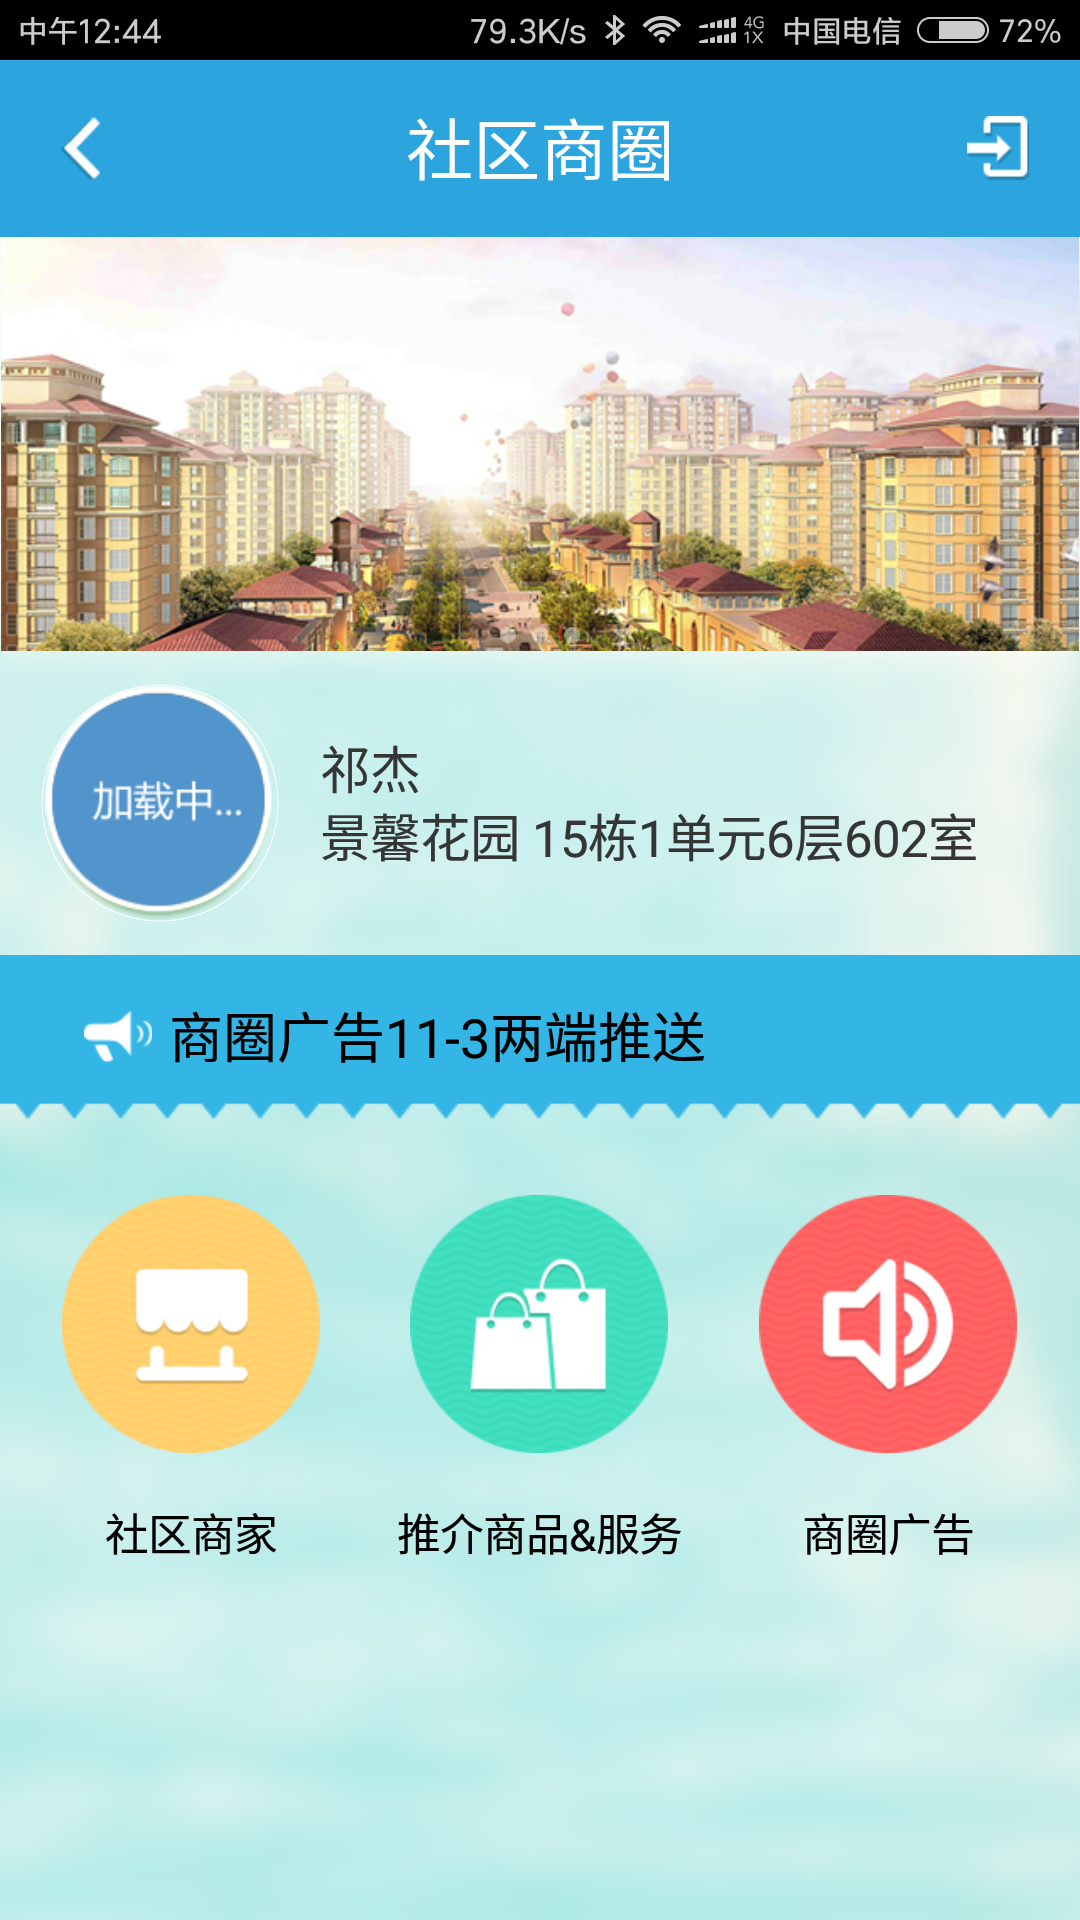 中午12:44 79.3K/s 4G 1X 中国电信 72%
社区商圈
加载中...
祁杰
景馨花园 15栋1单元6层602室
商圈广告11-3两端推送
社区商家 推介商品&服务 商圈广告